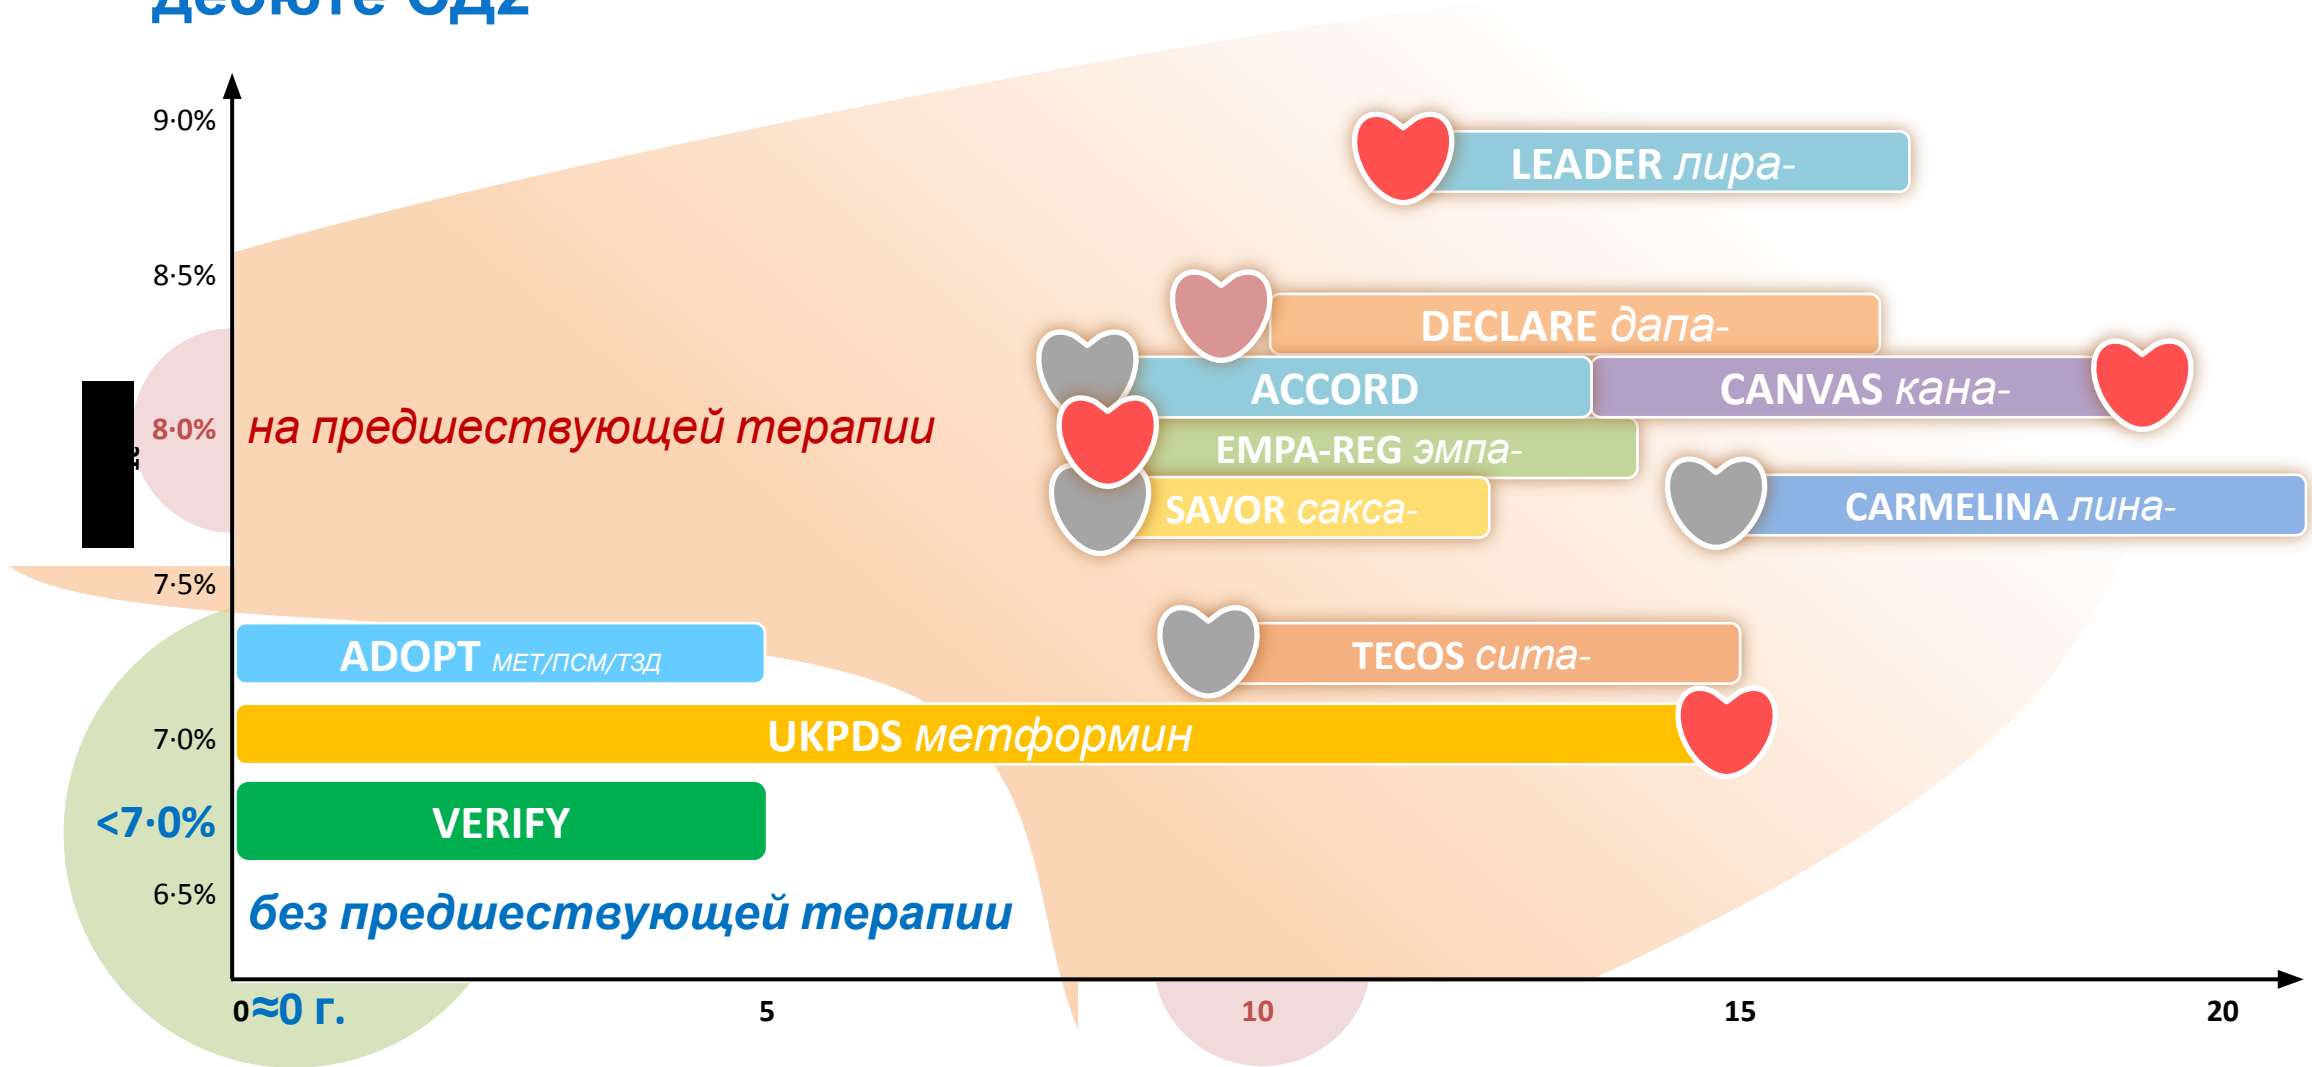 дебюте СД2
9·0%
LEADER лира-
8·5%
DECLARE дапа-
ACCORD
CANVAS кана-
8·0%
на предшествующей терапии
EMPA-REG эмпа-
SAVOR сакса-
CARMELINA лина-
7·5%
ADOPT МЕТ/ПСМ/ТЗД
TECOS сита-
7·0%
UKPDS метформин
<7·0%
VERIFY
6·5%
без предшествующей терапии
0
≈0 г.
5
10
15
20